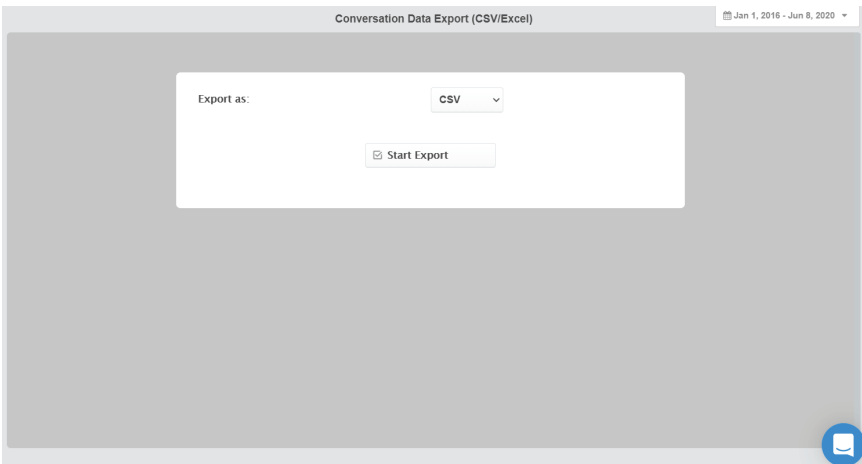 Conversation Data Export (CSV/Excel)
Jan 1, 2016 - Jun 8, 2020
Export as:
CSV
Start Export